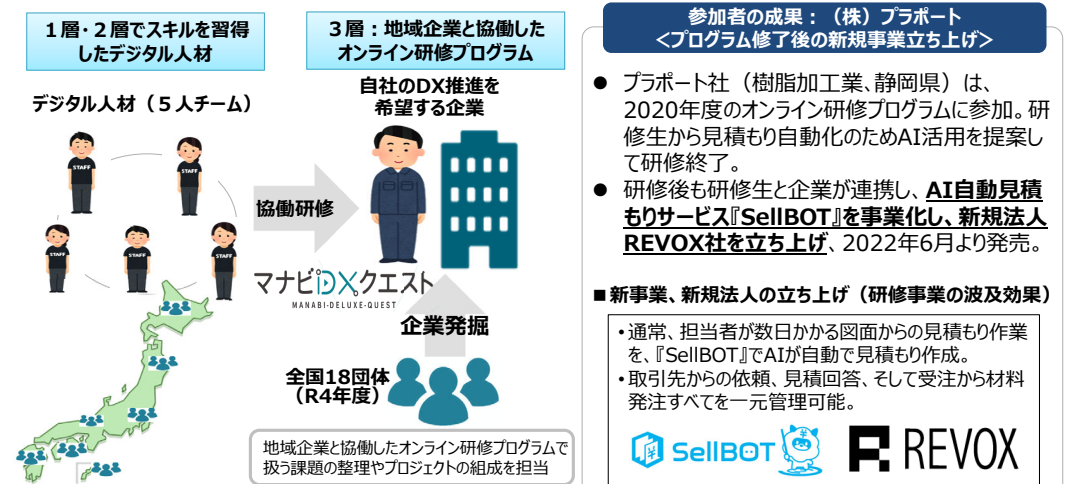 1層・2層でスキルを習得
したデジタル人材
デジタル人材（５人チーム）
STAFF
STAFF
STAFF
STAFF
STAFF
協働研修
マナビDXクエスト
MANABI-DELUXE-QUEST
3層：地域企業と協働した
オンライン研修プログラム
自社のDX推進を
希望する企業
企業発掘
全国18団体
（R4年度）
地域企業と協働したオンライン研修プログラムで
扱う課題の整理やプロジェクトの組成を担当
参加者の成果：（株）プラポート
<プログラム修了後の新規事業立ち上げ>
● プラポート社（樹脂加工業、静岡県）は、
2020年度のオンライン研修プログラムに参加。研
修生から見積もり自動化のためAI活用を提案し
て研修終了。
● 研修後も研修生と企業が連携し、AI自動見積
もりサービス『SellBOT』を事業化し、新規法人
REVOX社を立ち上げ、2022年6月より発売。
■新事業、新規法人の立ち上げ（研修事業の波及効果）
・通常、担当者が数日かかる図面からの見積もり作業
を、『SellBOT』でAIが自動で見積もり作成。
・取引先からの依頼、見積回答、そして受注から材料
発注すべてを一元管理可能。
SellBOT
REVOX